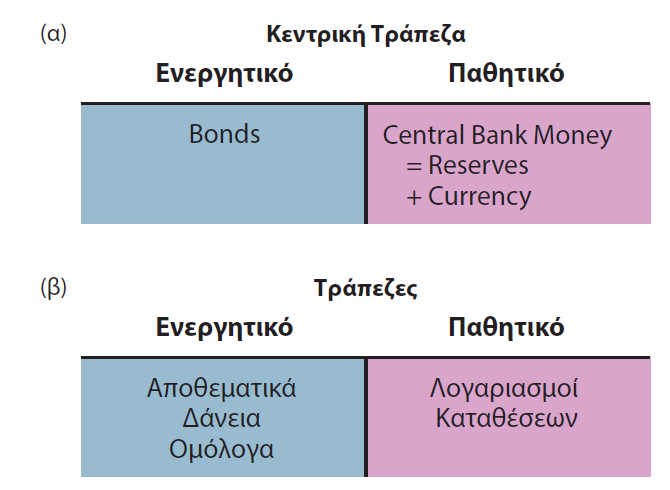 (α) Κεντρική Τράπεζα
Ενεργητικό Παθητικό
Bonds Central Bank Money
= Reserves
+ Currency
(β) Τράπεζες
Ενεργητικό Παθητικό
Αποθεματικά Λογαριασμοί
Δάνεια Καταθέσεων
Ομόλογα